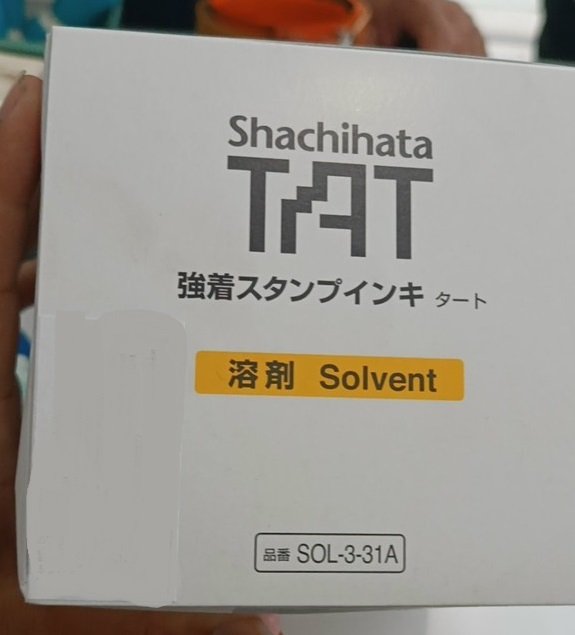 Shachihata
TAT
強着スタンプインキ タート
溶剤 Solvent
品番 SOL-3-31A